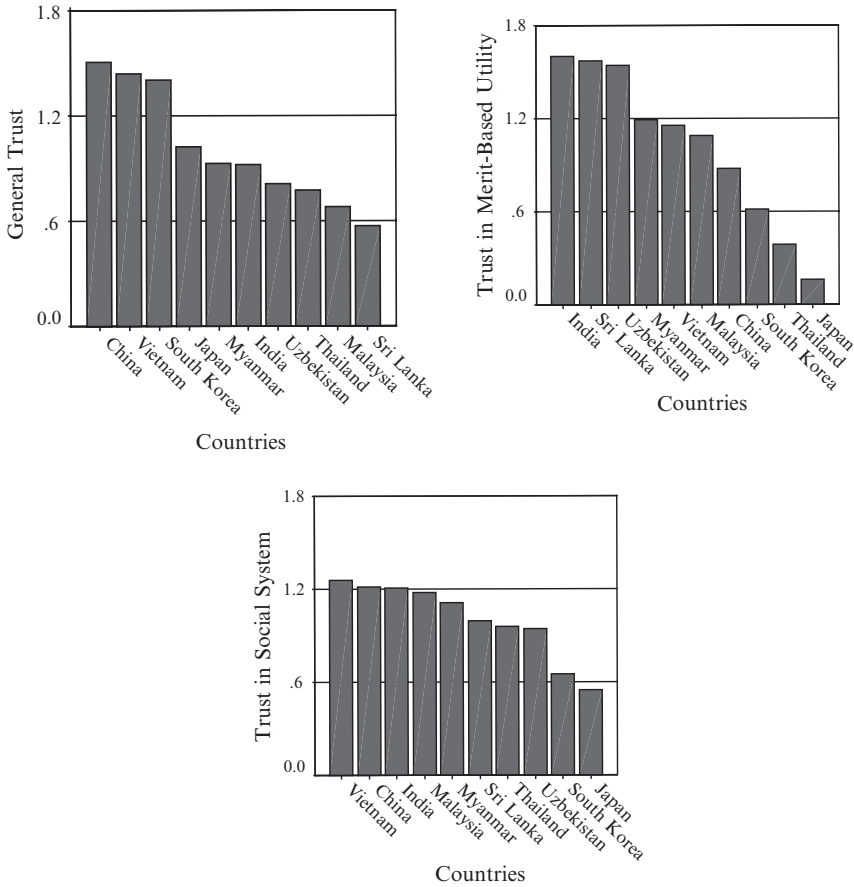 1.8
1.2
.6
0.0
General Trust
China
Vietnam
South Korea
Japan
Myanmar
India
Uzbekistan
Thailand
Malaysia
Sri Lanka
Countries
1.8
1.2
.6
0.0
Trust in Merit-Based Utility
India
Sri Lanka
Uzbekistan
Myanmar
Vietnam
Malaysia
China
South Korea
Thailand
Japan
Countries
1.8
1.2
.6
0.0
Trust in Social System
Vietnam
China
India
Malaysia
Myanmar
Sri Lanka
Thailand
Uzbekistan
South Korea
Japan
Countries